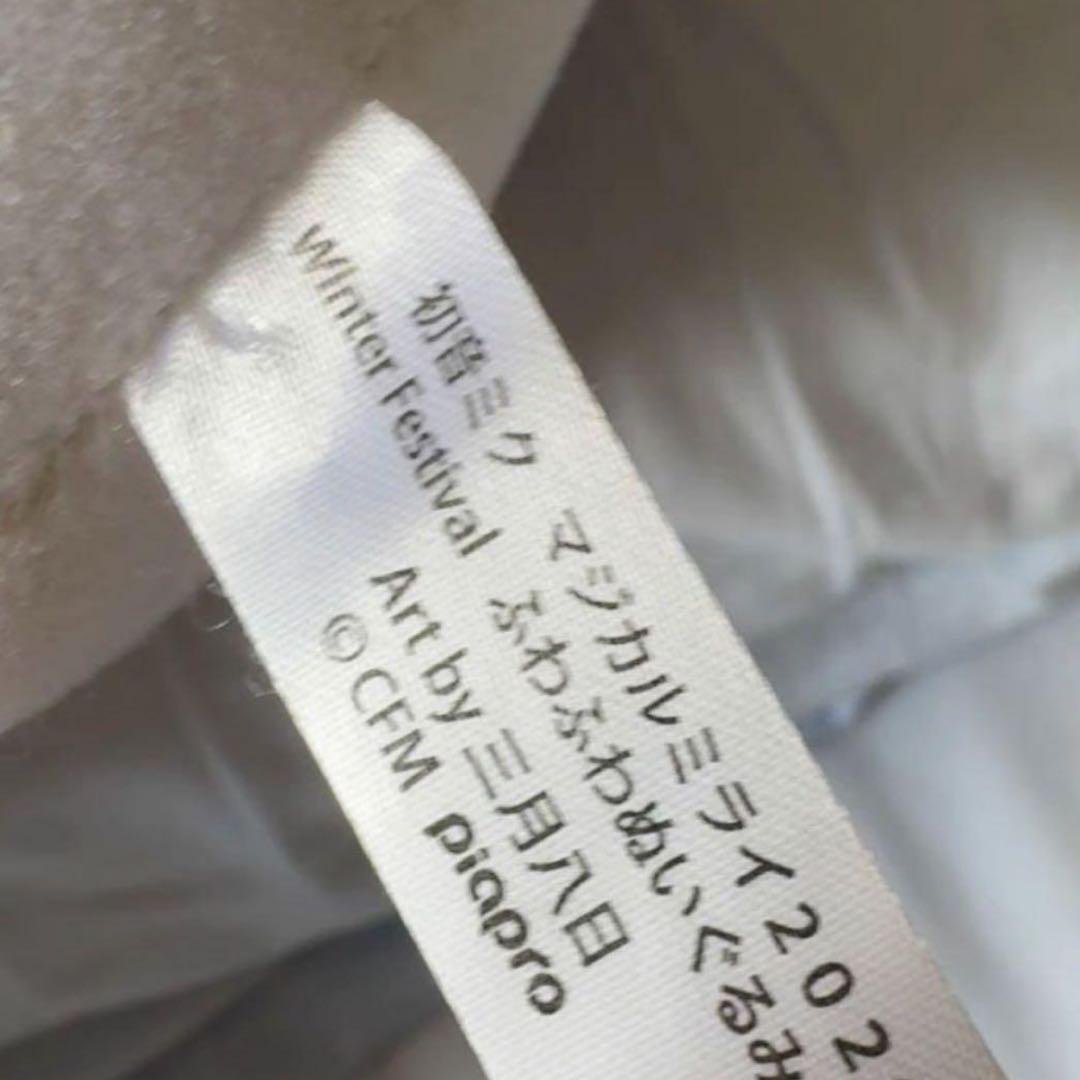 初音ミク マジカルミライ202
Winter Festival ふわふわぬいぐるみ
Art by 三月八日
©CFM piapro